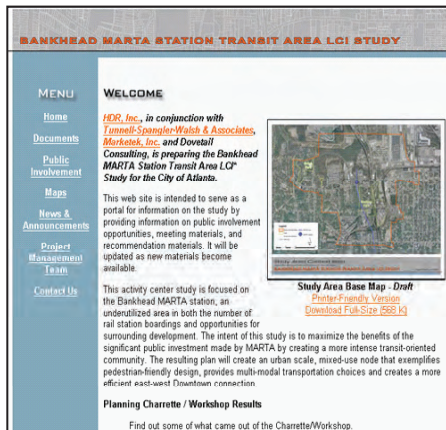 BANKHEAD MARTA STATION TRANSIT AREA LCI STUDY
MENU
Home
Documents
Public
Involvement
Maps
News &
Announcements
Project
Management
Team
Contact Us
WELCOME
HDR, Inc., in conjunction with
Tunnell-Spangler-Walsh & Associates,
Marketek, Inc. and Dovetail
Consulting, is preparing the Bankhead
MARTA Station Transit Area LCI*
Study for the City of Atlanta.
This web site is intended to serve as a
portal for information on the study by
providing information on public involvement
opportunities, meeting materials, and
recommendation materials. It will be
updated as new materials become
available.
This activity center study is focused on
the Bankhead MARTA station, an
underutilized area in both the number of
rail station boardings and opportunities for
surrounding development. The intent of this study is to maximize the benefits of the
significant public investment made by MARTA by creating a more intense transit-oriented
community. The resulting plan will create an urban scale, mixed-use node that exemplifies
pedestrian-friendly design, provides multi-modal transportation choices and creates a more
efficient east-west Downtown connection
Study Area Base Map - Draft
Printer-Friendly Version
Download Full-Size (568 K)
Planning Charrette / Workshop Results
Find out some of what came out of the Charrette/Workshop.